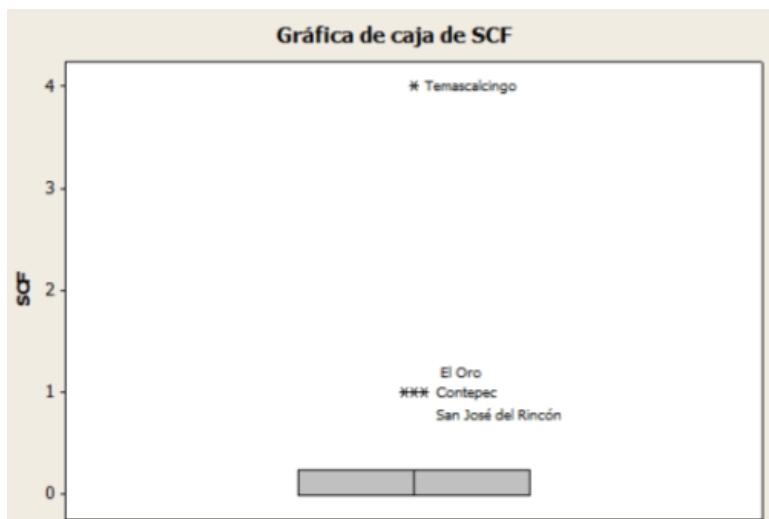 Gráfica de caja de SCF
4
Temascalcingo
3
SCF
2
El Oro
1
Contepec
San José del Rincón
0